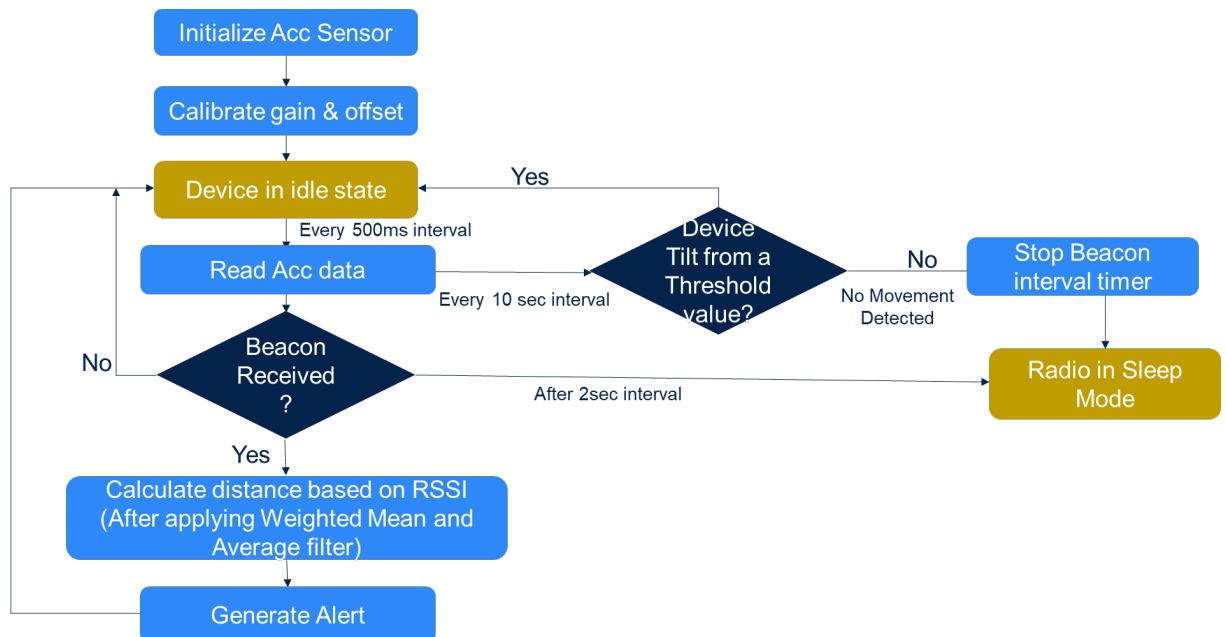 Initialize Acc Sensor
Calibrate gain & offset
Device in idle state
Yes
Every 500ms interval
Read Acc data
Every 10 sec interval
Device
Tilt from a
Threshold
value?
No
No Movement
Detected
Stop Beacon
interval timer
No
Beacon
Received
?
After 2sec interval
Radio in Sleep
Mode
Yes
Calculate distance based on RSSI
(After applying Weighted Mean and
Average filter)
Generate Alert